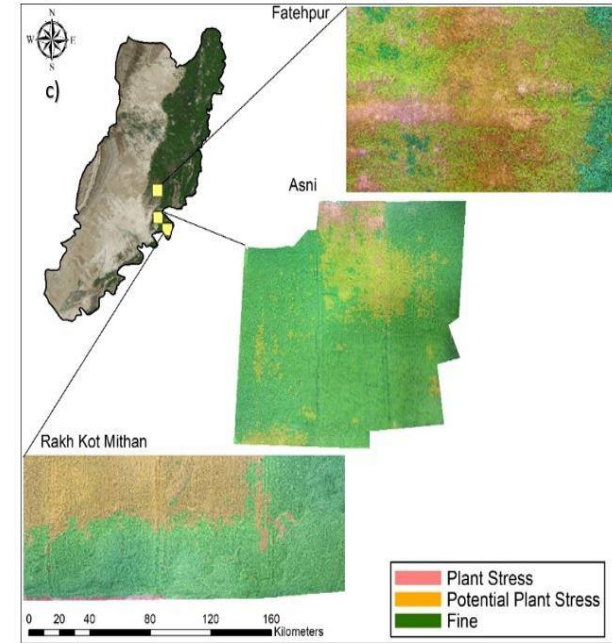 Fatehpur
N
W E
S
c)
Asni
Rakh Kot Mithan
Plant Stress
Potential Plant Stress
Fine
0 20 40 80 120 160
Kilometers